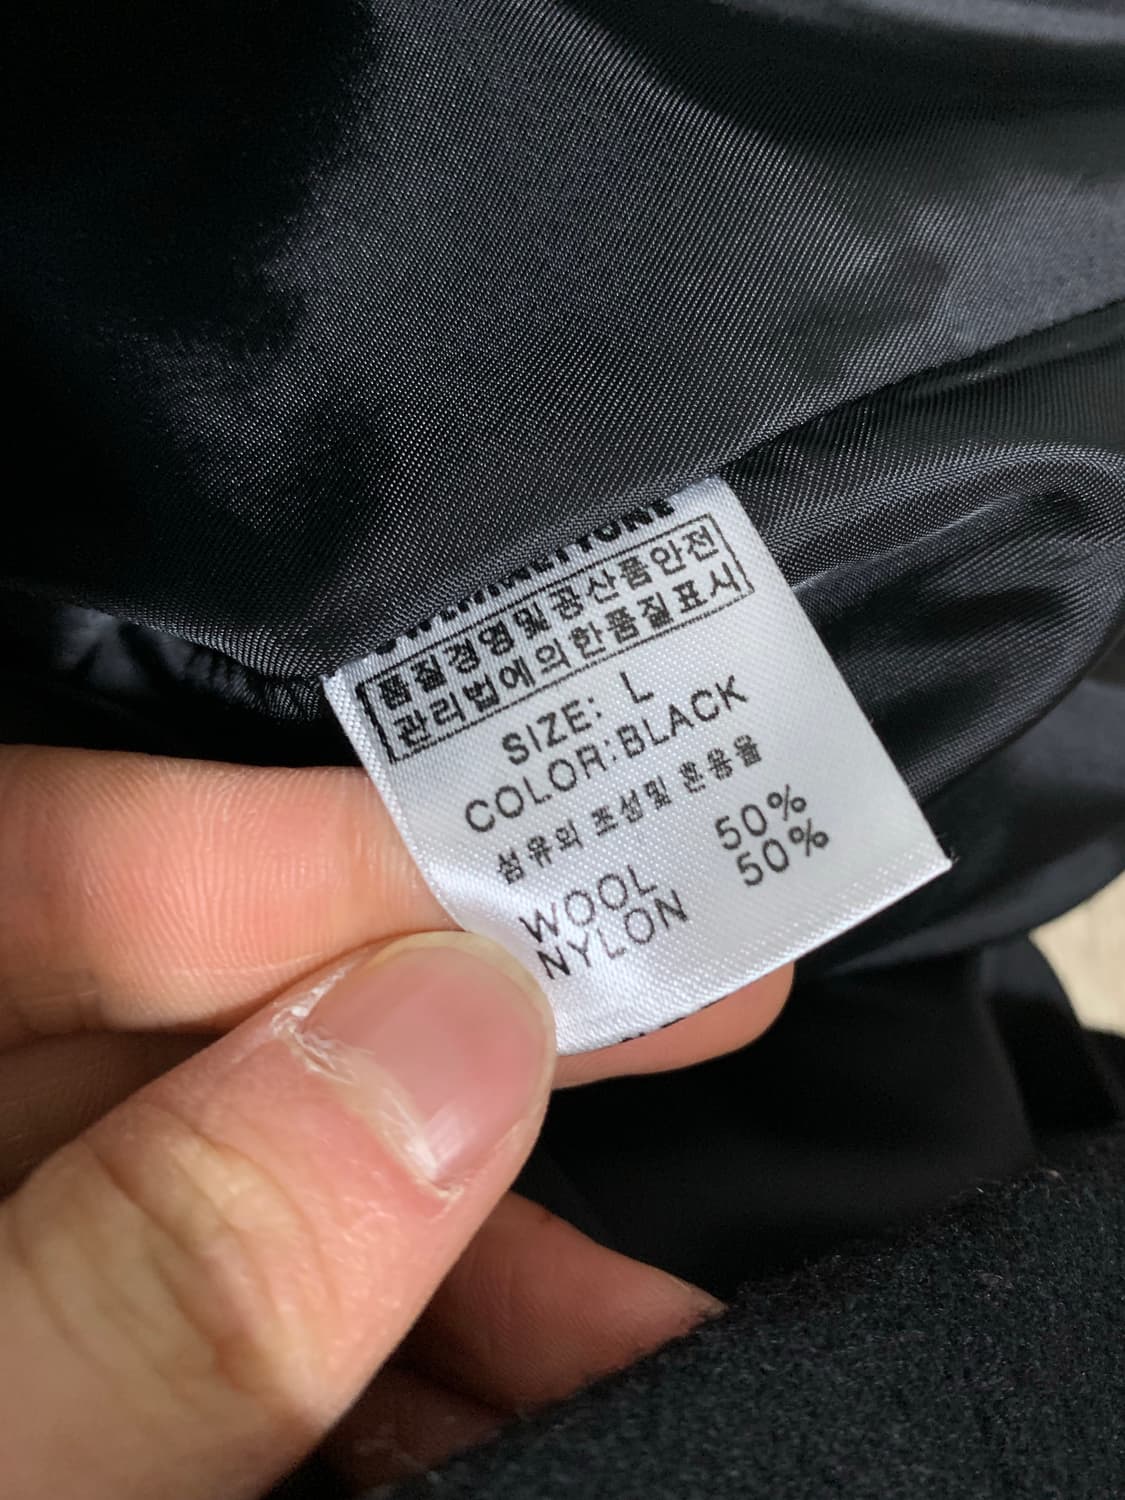 품질경영및공산품안전
관리법에의한품질표시
SIZE: L
COLOR:BLACK
섬유의 조성및 혼용율
WOOL 50%
NYLON 50%